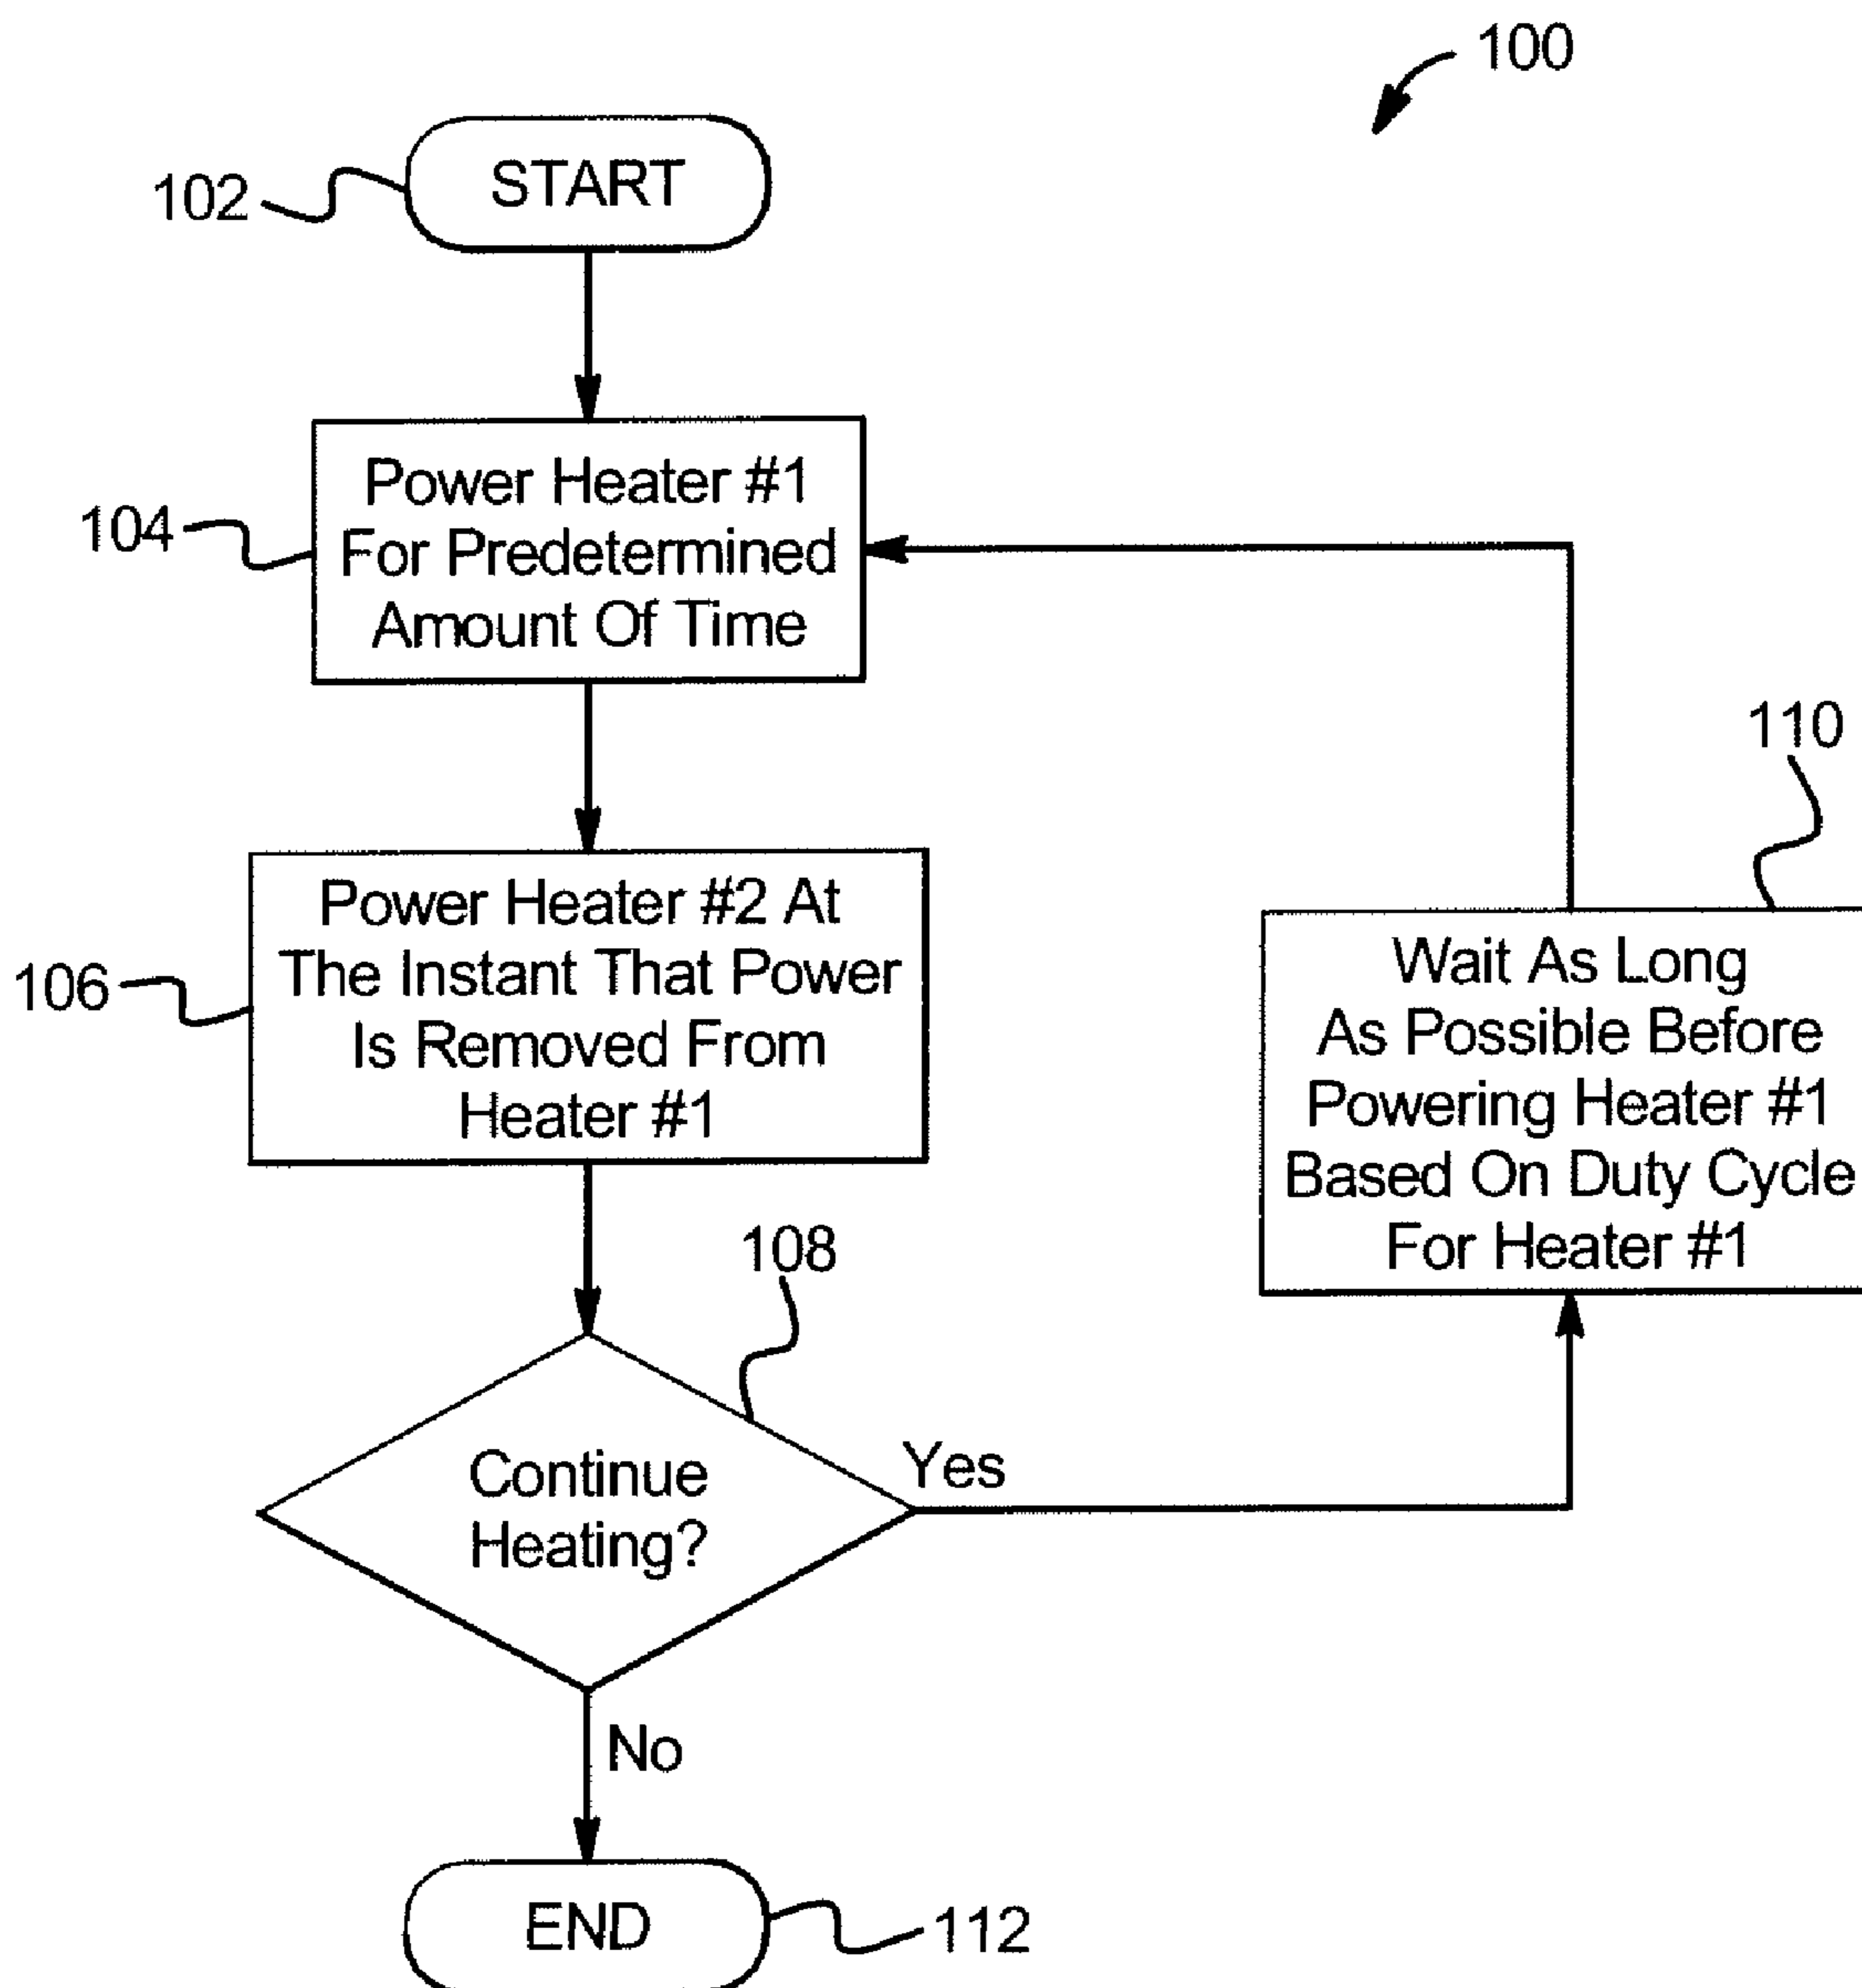 100
START
102
Power Heater #1
For Predetermined
Amount Of Time
104
110
Power Heater #2 At
The Instant That Power
Is Removed From
Heater #1
106
Wait As Long
As Possible Before
Powering Heater #1
Based On Duty Cycle
For Heater #1
108
Continue
Heating?
Yes
No
END
112